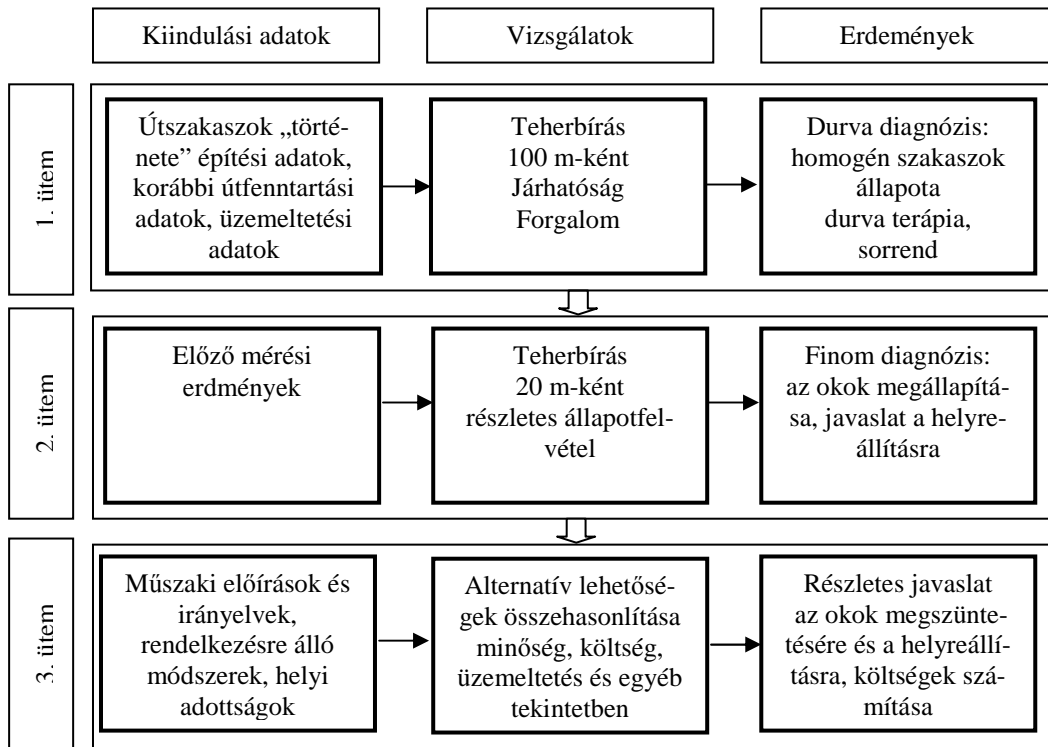 Kiindulási adatok
Vizsgálatok
Erdemények
1. ütem
Útszakaszok „törté-
nete” építési adatok,
korábbi útfenntartási
adatok, üzemeltetési
adatok
Teherbírás
100 m-ként
Járhatóság
Forgalom
Durva diagnózis:
homogén szakaszok
állapota
durva terápia,
sorrend
2. ütem
Előző mérési
erdmények
Teherbírás
20 m-ként
részletes állapotfel-
vétel
Finom diagnózis:
az okok megállapítá-
sa, javaslat a helyre-
állításra
3. ütem
Műszaki előírások és
irányelvek,
rendelkezésre álló
módszerek, helyi
adottságok
Alternatív lehetősé-
gek összehasonlítása
minőség, költség,
üzemeltetés és egyéb
tekintetben
Részletes javaslat
az okok megszünte-
tésére és a helyreállí-
tásra, költségek szá-
mítása